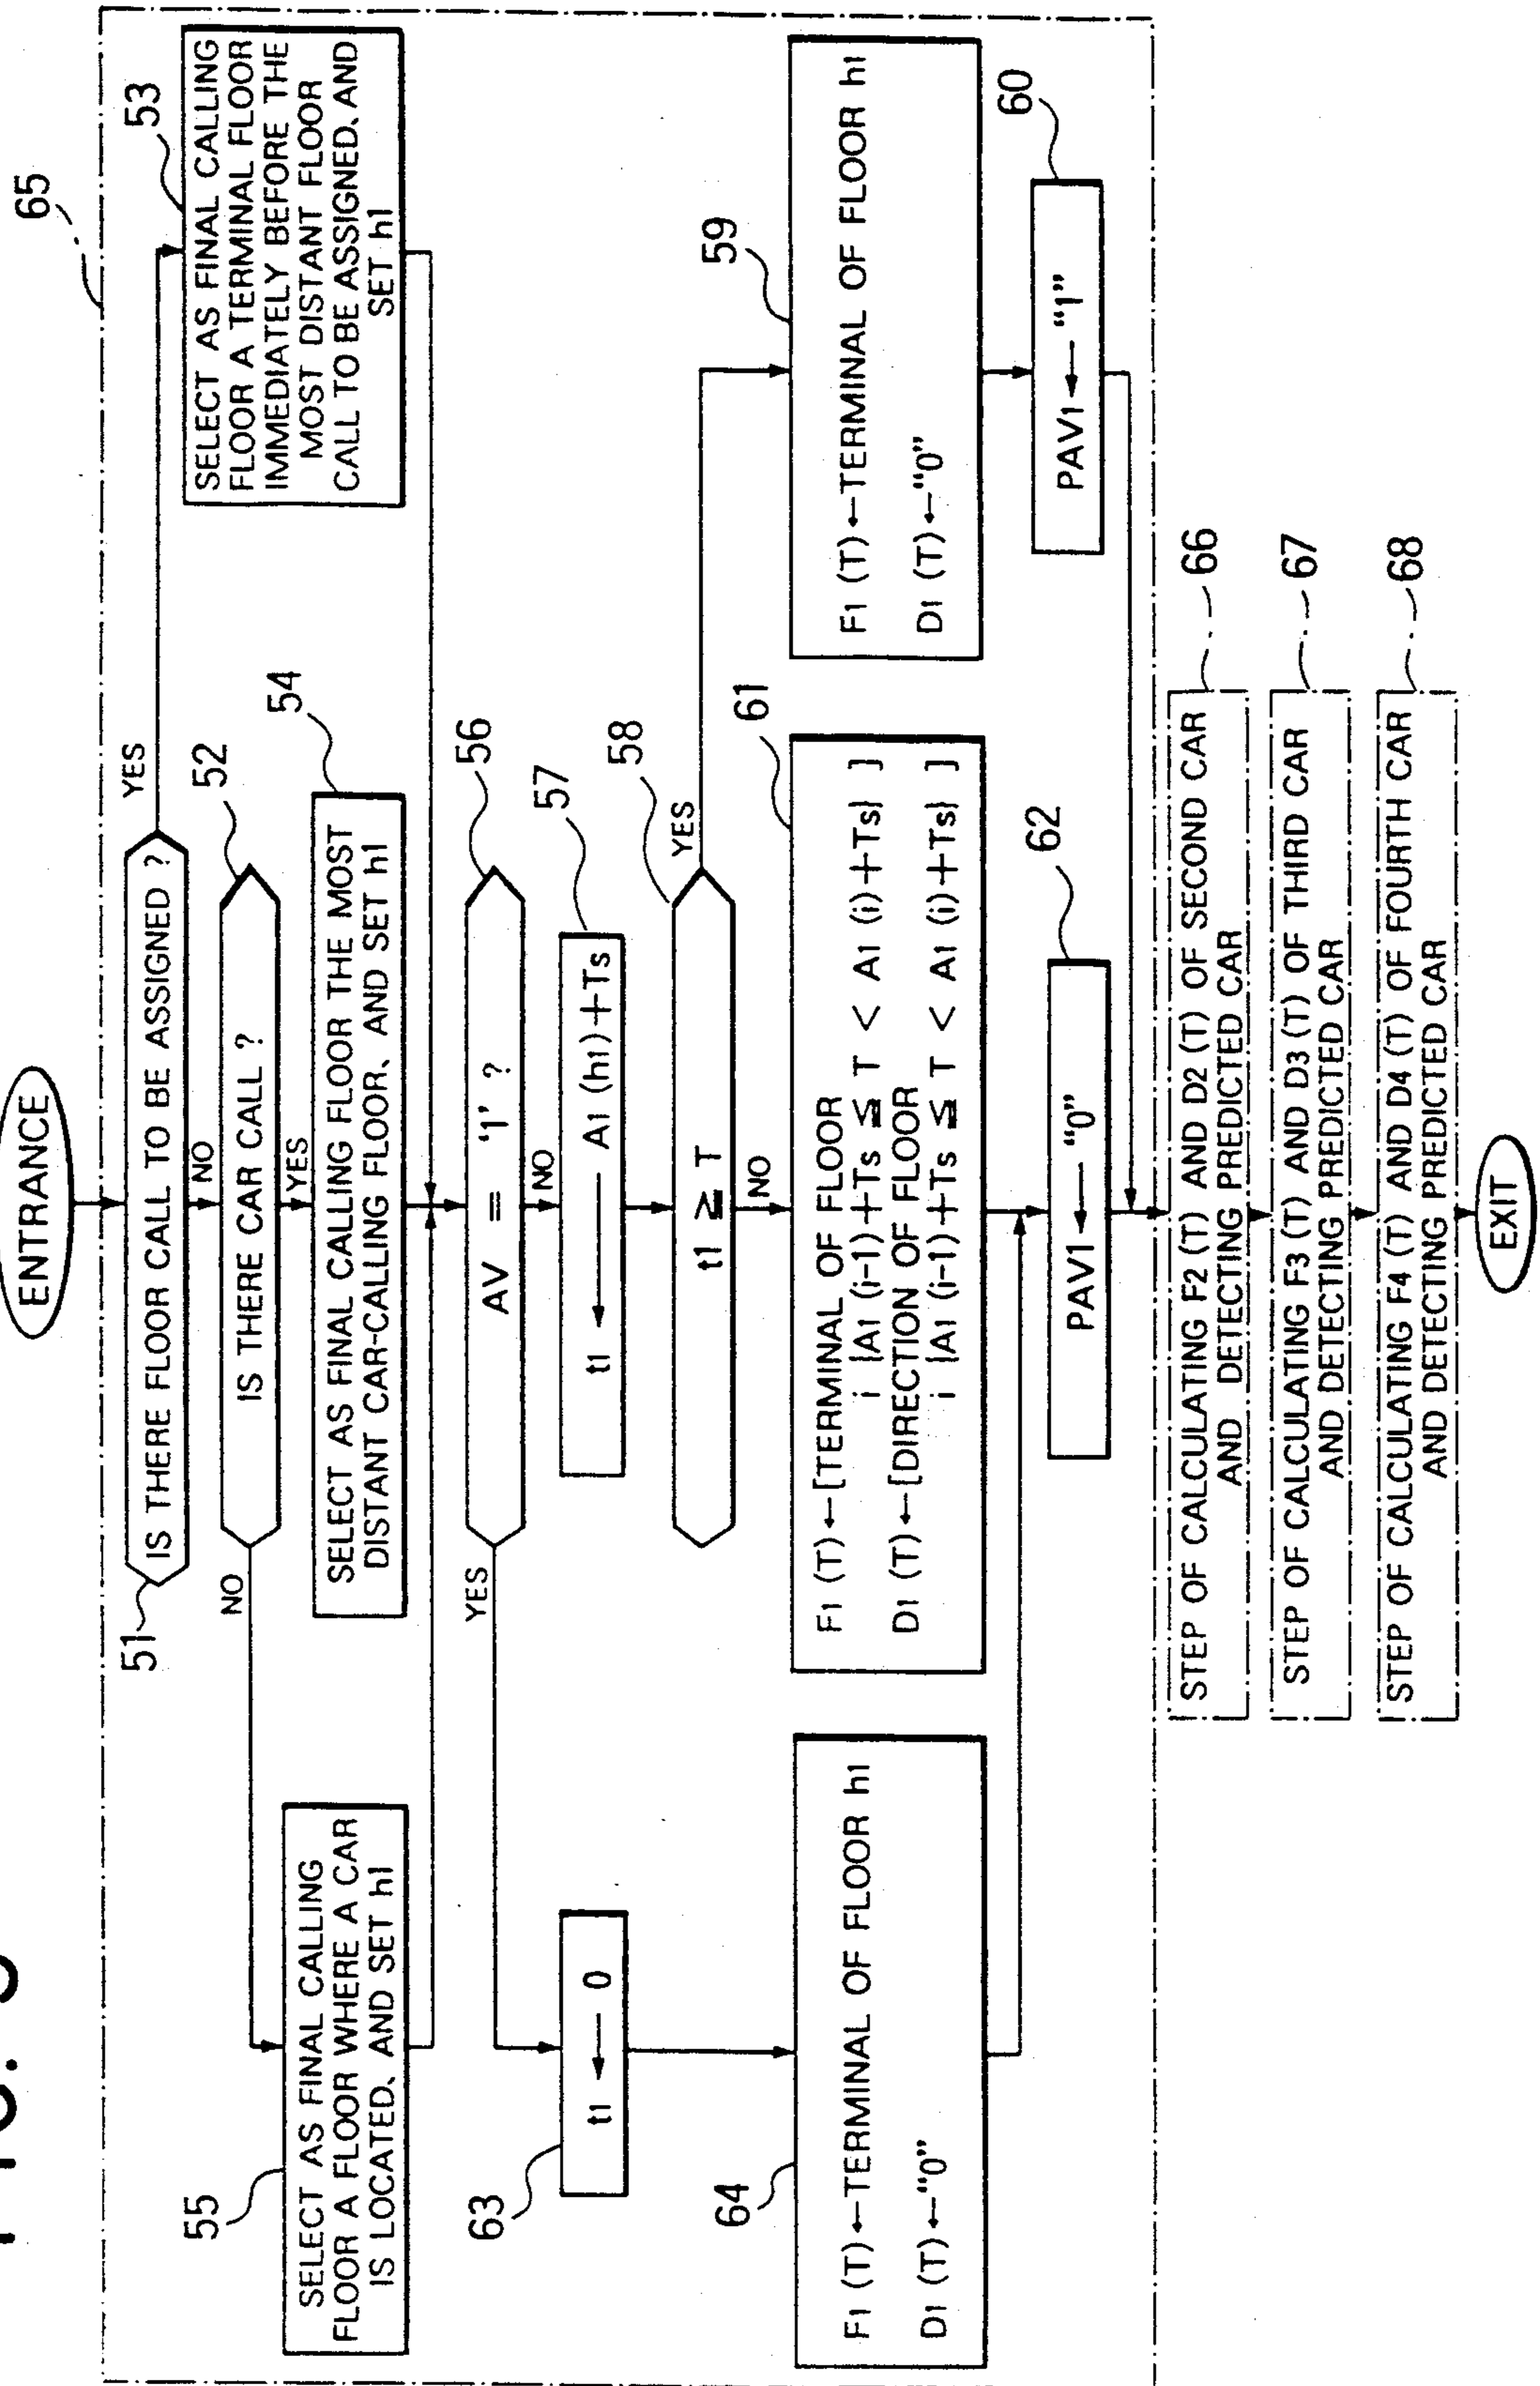 ENTRANCE
65
51
IS THERE FLOOR CALL TO BE ASSIGNED ?
YES
NO
53
SELECT AS FINAL CALLING
FLOOR A TERMINAL FLOOR
IMMEDIATELY BEFORE THE
MOST DISTANT FLOOR
CALL TO BE ASSIGNED, AND
SET h1
52
IS THERE CAR CALL ?
NO
YES
55
SELECT AS FINAL CALLING
FLOOR A FLOOR WHERE A CAR
IS LOCATED, AND SET h1
54
SELECT AS FINAL CALLING FLOOR THE MOST
DISTANT CAR-CALLING FLOOR, AND SET h1
56
AV = '1' ?
YES
NO
63
t1 ← 0
57
t1 ← A1 (h1)+Ts
58
t1 ≧ T
YES
NO
64
F1 (T)←TERMINAL OF FLOOR h1
D1 (T)←"0"
61
F1 (T)←[TERMINAL OF FLOOR
i {A1 (i-1)+Ts ≦ T < A1 (i)+Ts} ]
D1 (T)←[DIRECTION OF FLOOR
i {A1 (i-1)+Ts ≦ T < A1 (i)+Ts} ]
59
F1 (T)←TERMINAL OF FLOOR h1
D1 (T)←"0"
62
PAV1←"0"
60
PAV1←"1"
66
STEP OF CALCULATING F2 (T) AND D2 (T) OF SECOND CAR
AND DETECTING PREDICTED CAR
67
STEP OF CALCULATING F3 (T) AND D3 (T) OF THIRD CAR
AND DETECTING PREDICTED CAR
68
STEP OF CALCULATING F4 (T) AND D4 (T) OF FOURTH CAR
AND DETECTING PREDICTED CAR
EXIT